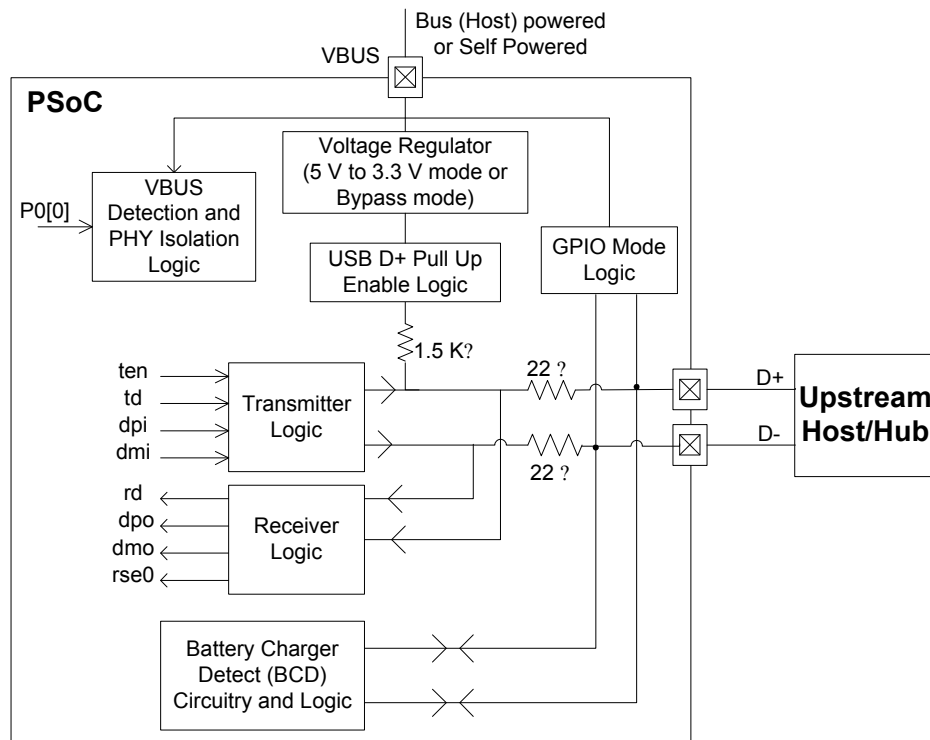 Bus (Host) powered
or Self Powered
VBUS
PSoC
Voltage Regulator
(5 V to 3.3 V mode or
Bypass mode)
VBUS
Detection and
PHY Isolation
Logic
P0[0]
USB D+ Pull Up
Enable Logic
GPIO Mode
Logic
1.5 K?
ten
td
dpi
dmi
Transmitter
Logic
22 ?
22 ?
D+
D-
Upstream
Host/Hub
rd
dpo
dmo
rse0
Receiver
Logic
Battery Charger
Detect (BCD)
Circuitry and Logic